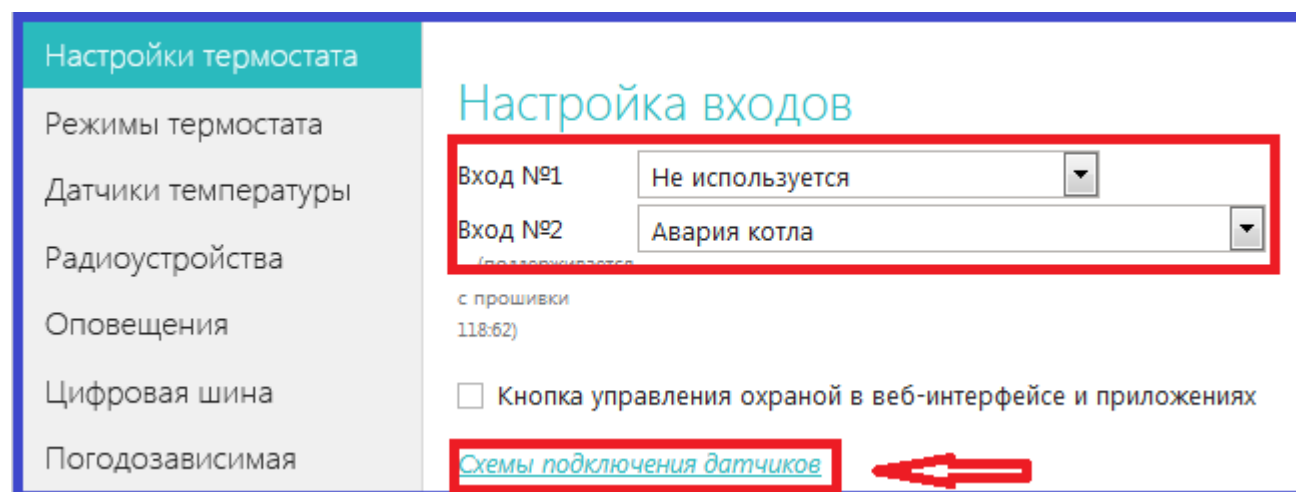 Настройки термостата
Режимы термостата
Датчики температуры
Радиоустройства
Оповещения
Цифровая шина
Погодозависимая
Настройка входов
Вход №1 Не используется
Вход №2 Авария котла
(поддерживается
с прошивки
118:62)
Кнопка управления охраной в веб-интерфейсе и приложениях
Схемы подключения датчиков